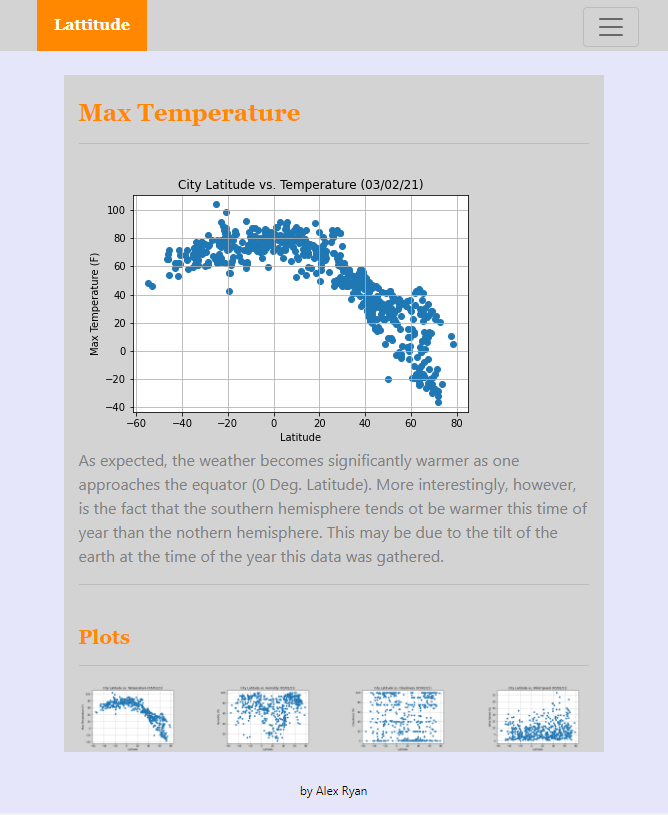 Lattitude
Max Temperature
City Latitude vs. Temperature (03/02/21)
100
80
60
40
20
0
−20
−40
Max Temperature (F)
−60 −40 −20 0 20 40 60 80
Latitude
As expected, the weather becomes significantly warmer as one
approaches the equator (0 Deg. Latitude). More interestingly, however,
is the fact that the southern hemisphere tends ot be warmer this time of
year than the nothern hemisphere. This may be due to the tilt of the
earth at the time of the year this data was gathered.
Plots
by Alex Ryan